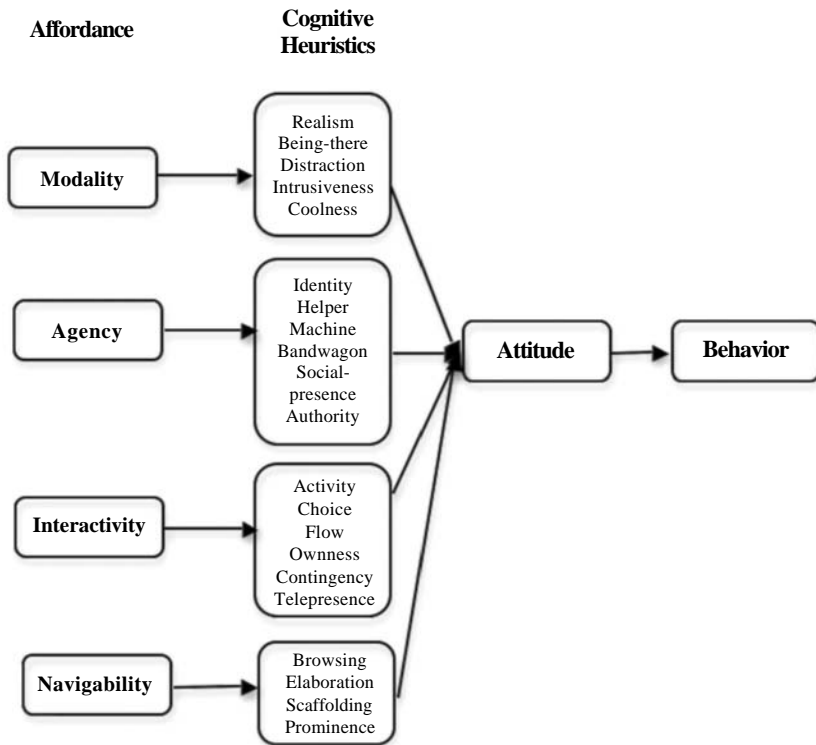 Affordance
Cognitive
Heuristics
Modality
Realism
Being-there
Distraction
Intrusiveness
Coolness
Agency
Identity
Helper
Machine
Bandwagon
Social-
presence
Authority
Attitude
Behavior
Interactivity
Activity
Choice
Flow
Ownness
Contingency
Telepresence
Navigability
Browsing
Elaboration
Scaffolding
Prominence